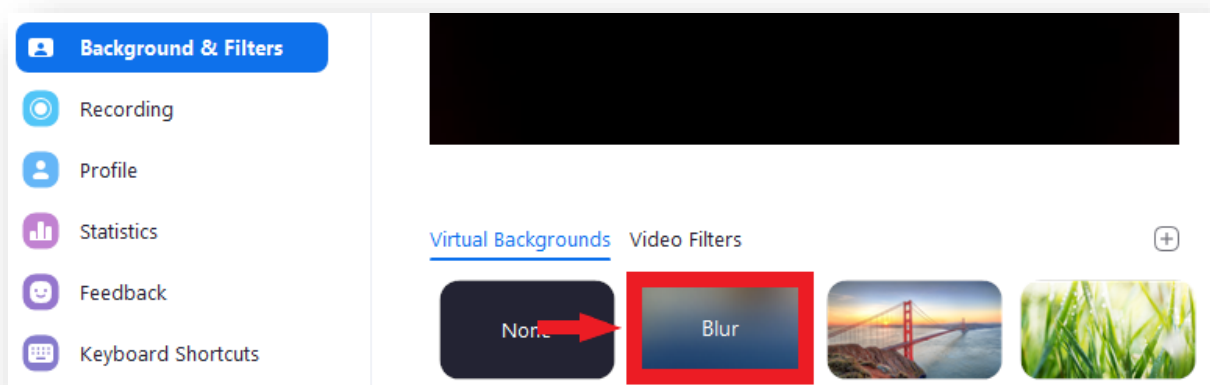 Background & Filters
Recording
Profile
Statistics
Feedback
Keyboard Shortcuts
Virtual Backgrounds Video Filters
None Blur